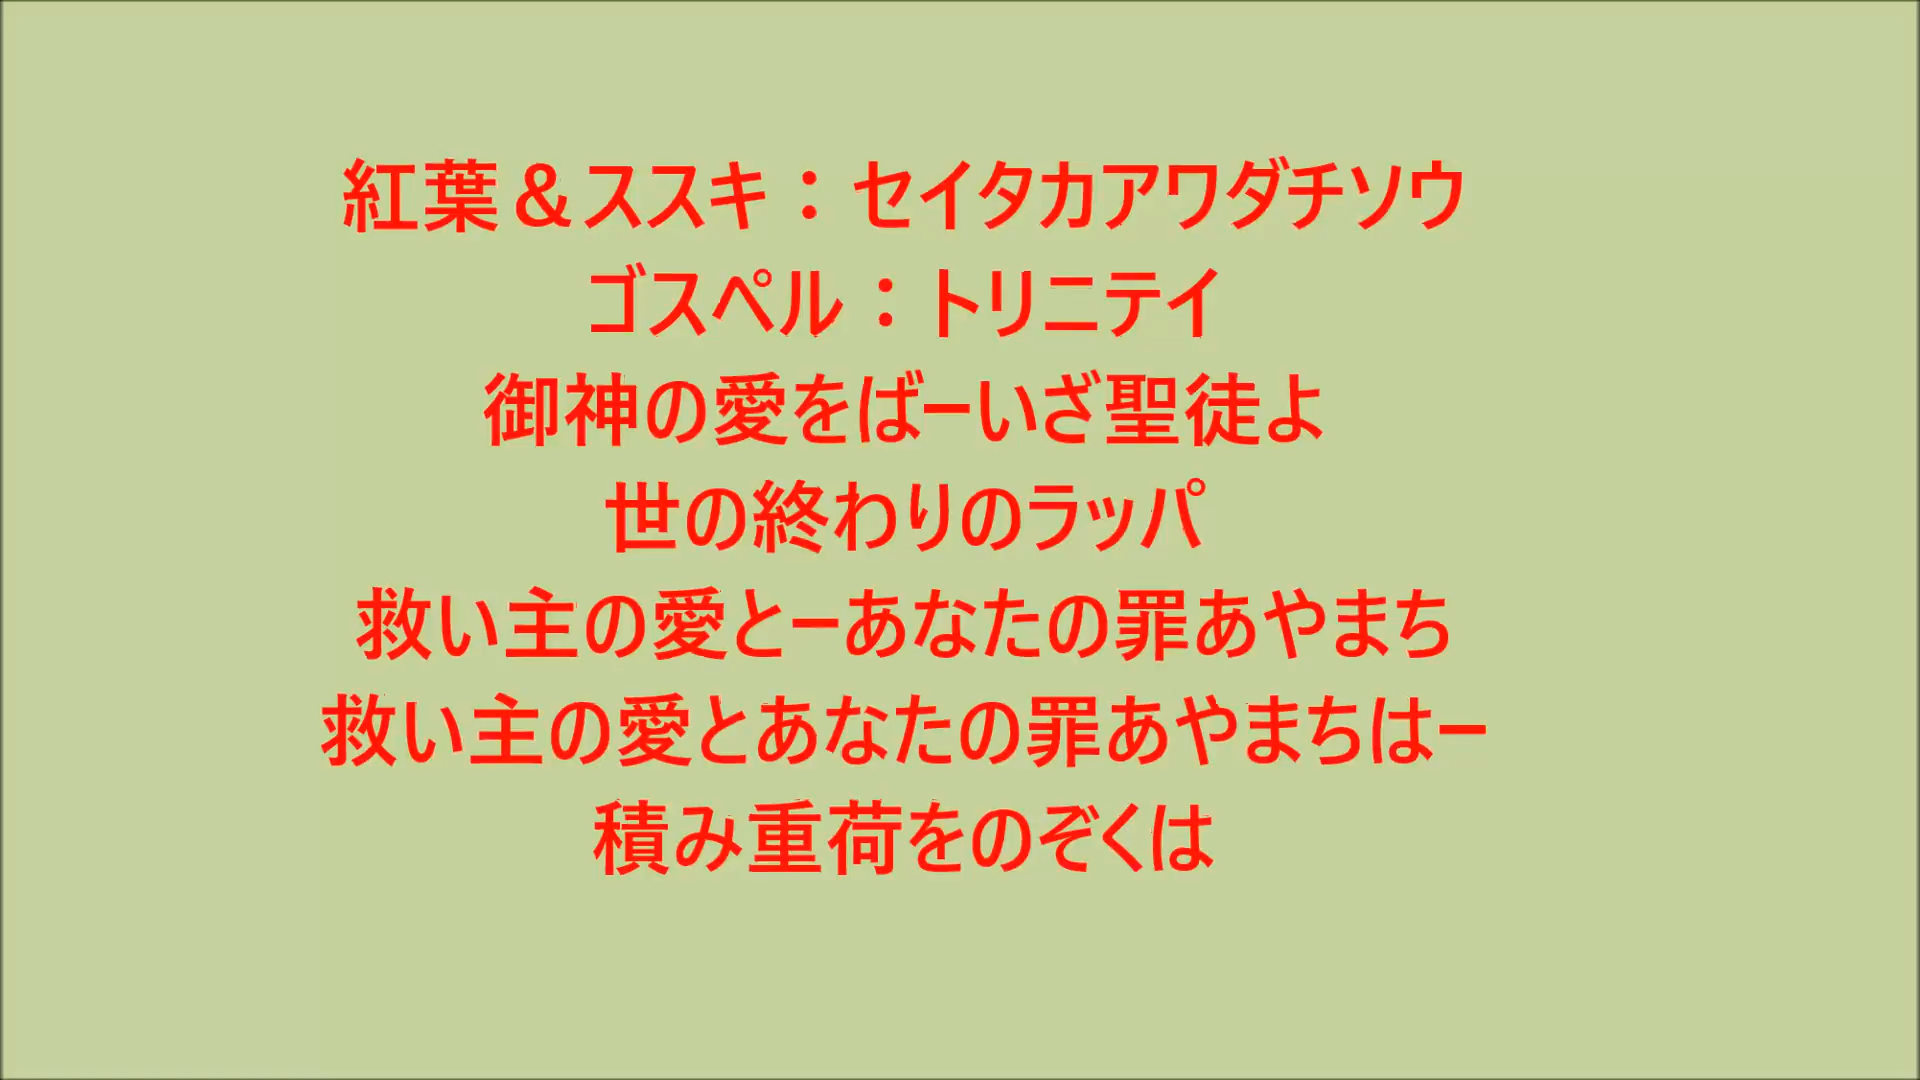 紅葉＆ススキ：セイタカアワダチソウ
ゴスペル：トリニテイ
御神の愛をばーいざ聖徒よ
世の終わりのラッパ
救い主の愛とーあなたの罪あやまち
救い主の愛とあなたの罪あやまちはー
積み重荷をのぞくは